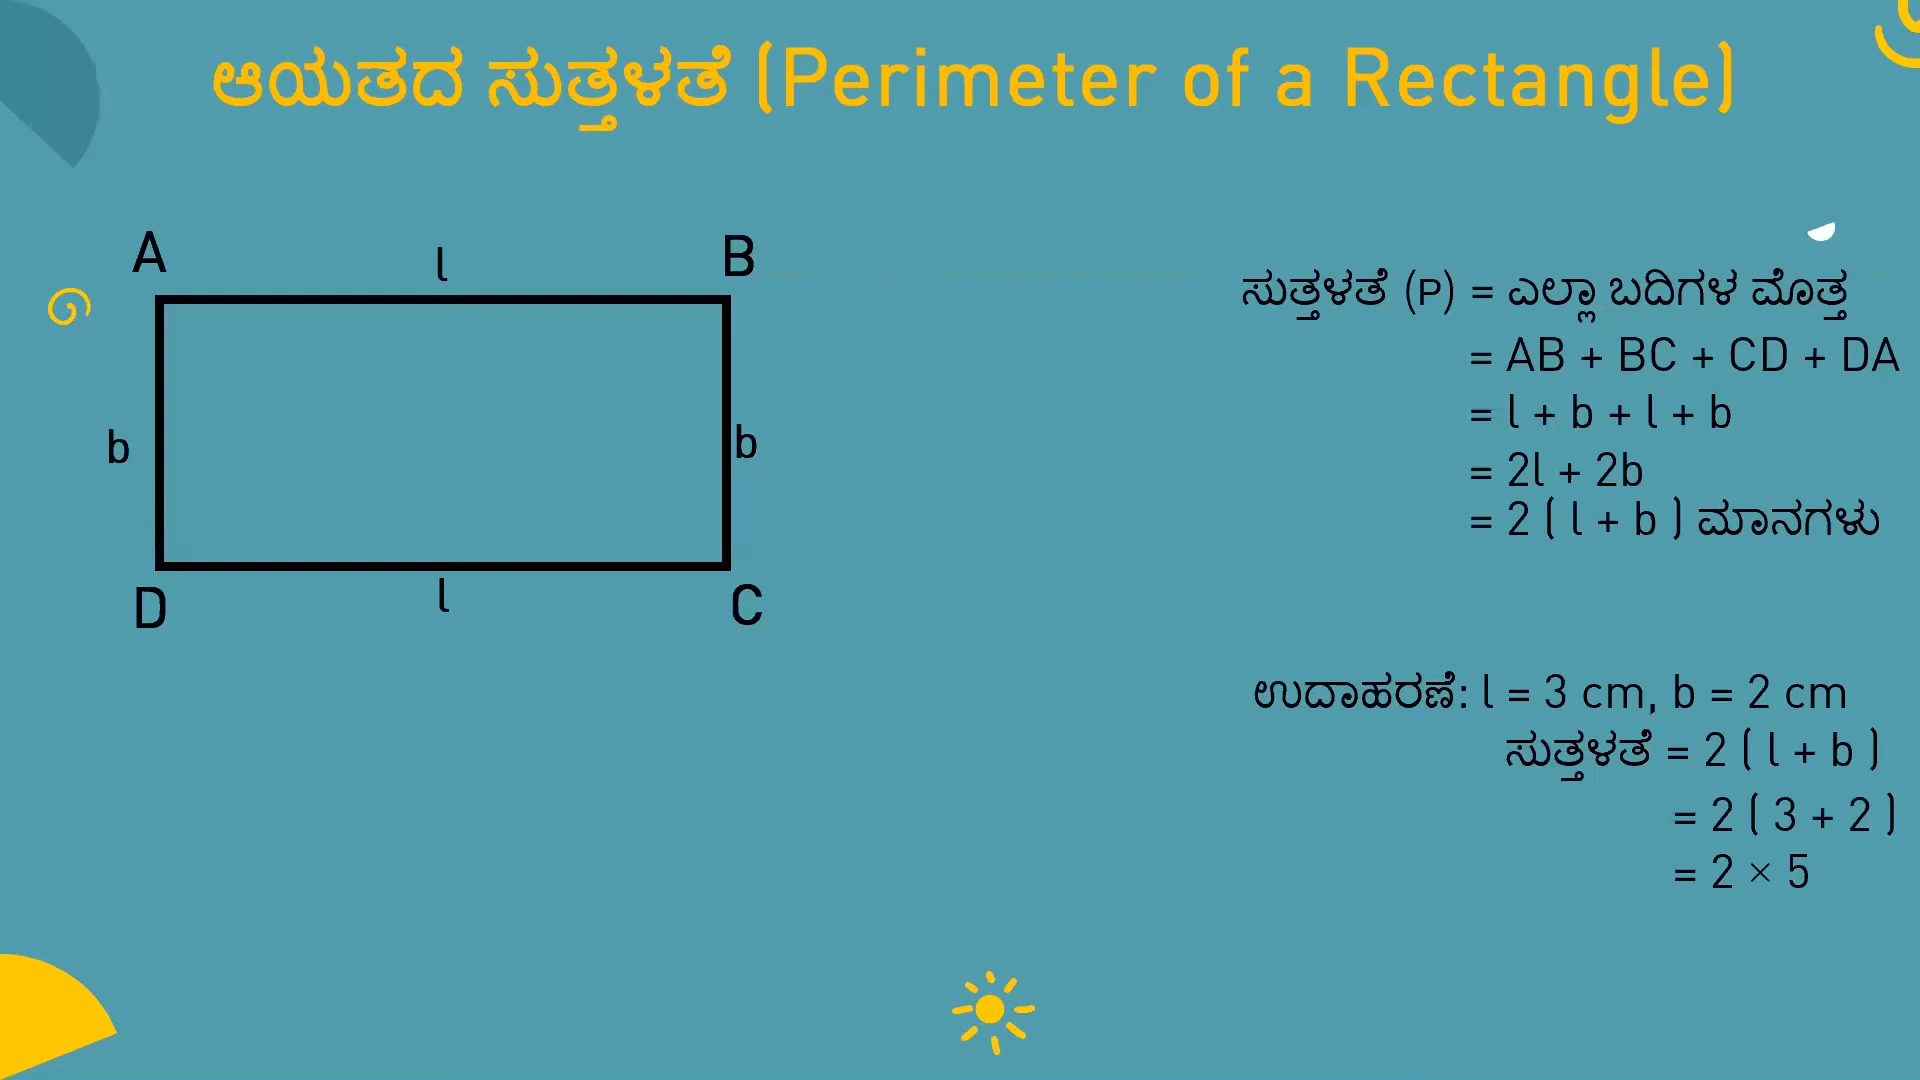 ಆಯತದ ಸುತ್ತಳತೆ (Perimeter of a Rectangle)
A
l
B
b
b
D
l
C
ಸುತ್ತಳತೆ (P) = ಎಲ್ಲಾ ಬದಿಗಳ ಮೊತ್ತ
= AB + BC + CD + DA
= l + b + l + b
= 2l + 2b
= 2 ( l + b ) ಮಾನಗಳು
ಉದಾಹರಣೆ: l = 3 cm, b = 2 cm
ಸುತ್ತಳತೆ = 2 ( l + b )
= 2 ( 3 + 2 )
= 2 × 5